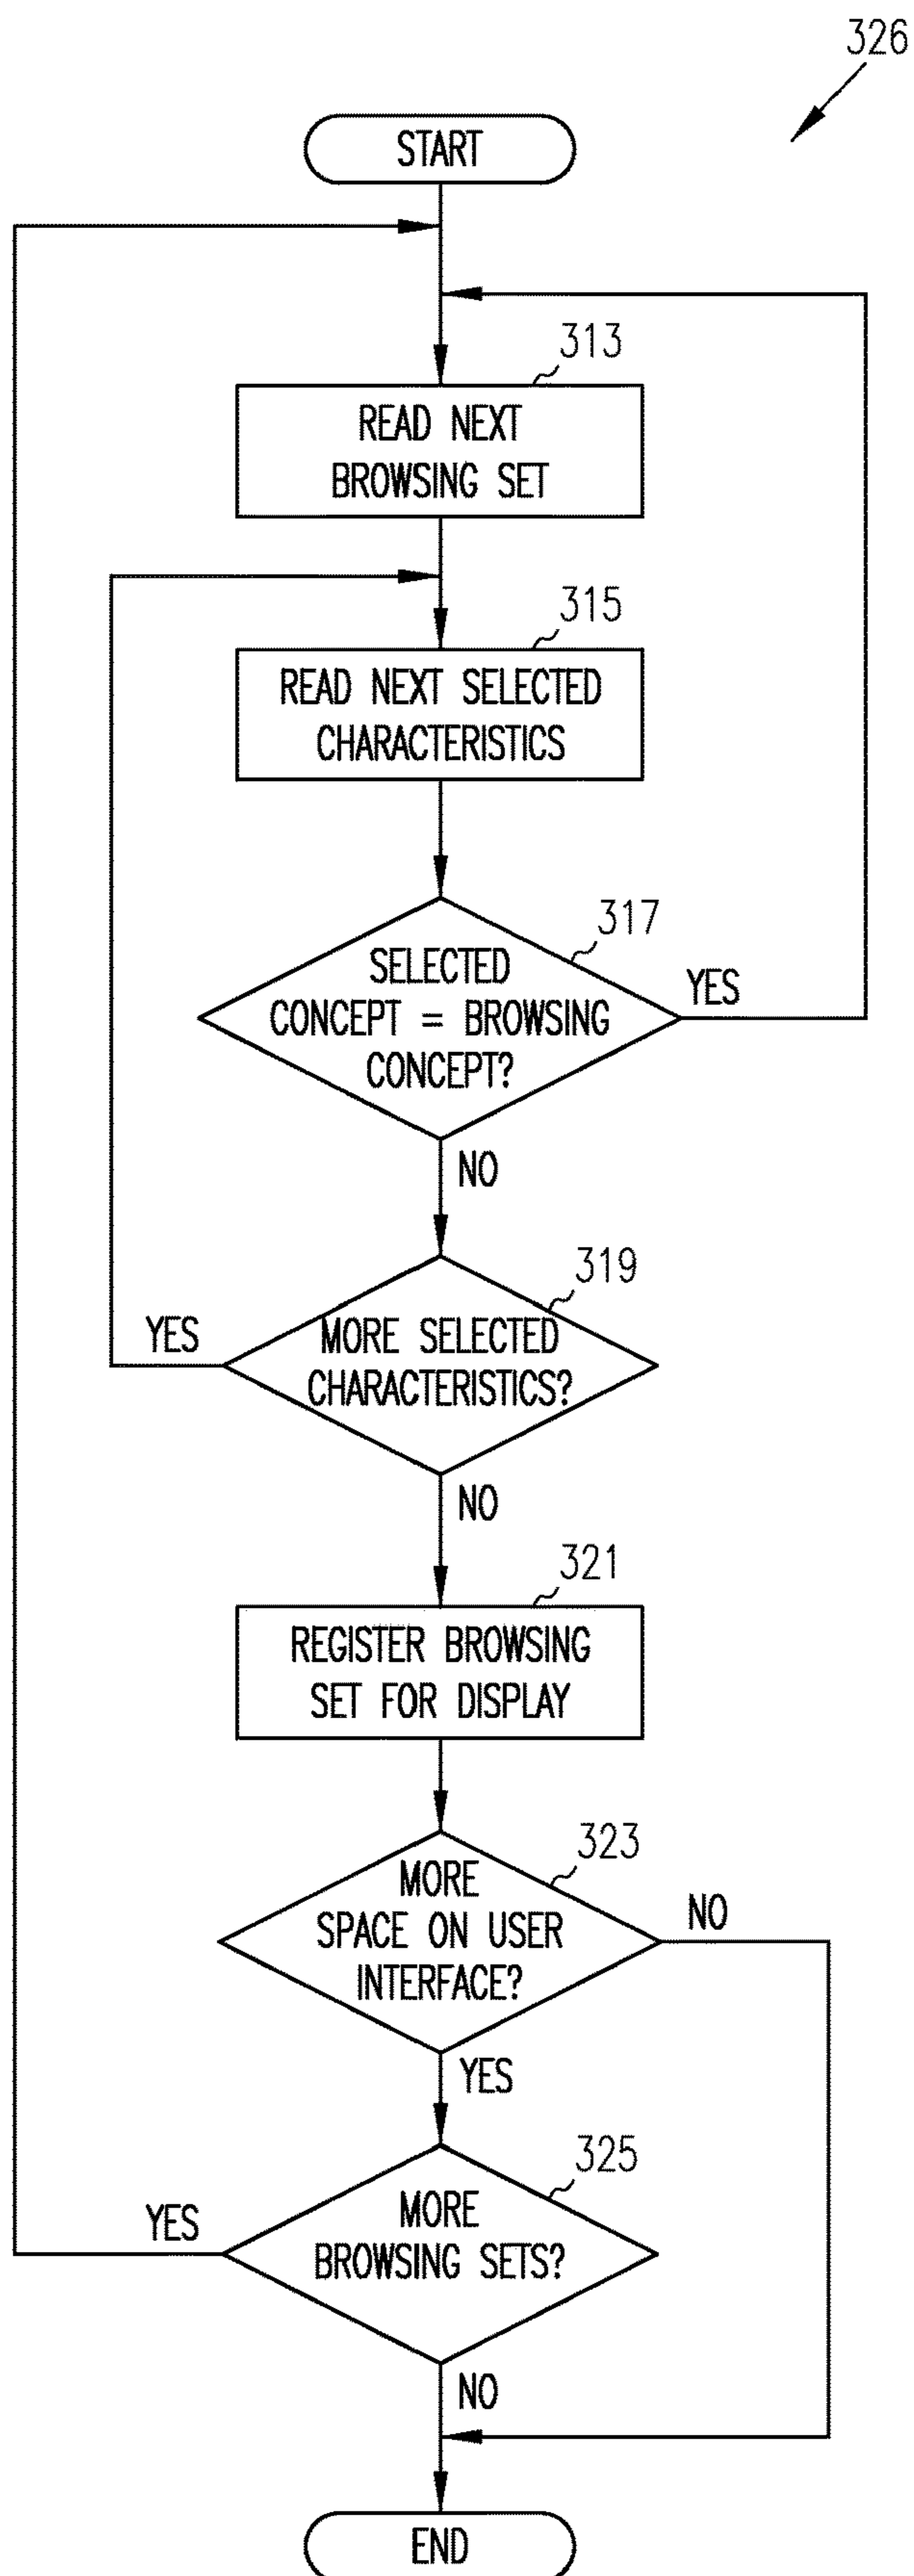 326
START
313
READ NEXT
BROWSING SET
315
READ NEXT SELECTED
CHARACTERISTICS
317
SELECTED
CONCEPT = BROWSING
CONCEPT?
YES
NO
319
YES
MORE SELECTED
CHARACTERISTICS?
NO
321
REGISTER BROWSING
SET FOR DISPLAY
323
MORE
SPACE ON USER
INTERFACE?
NO
YES
325
YES
MORE
BROWSING SETS?
NO
END